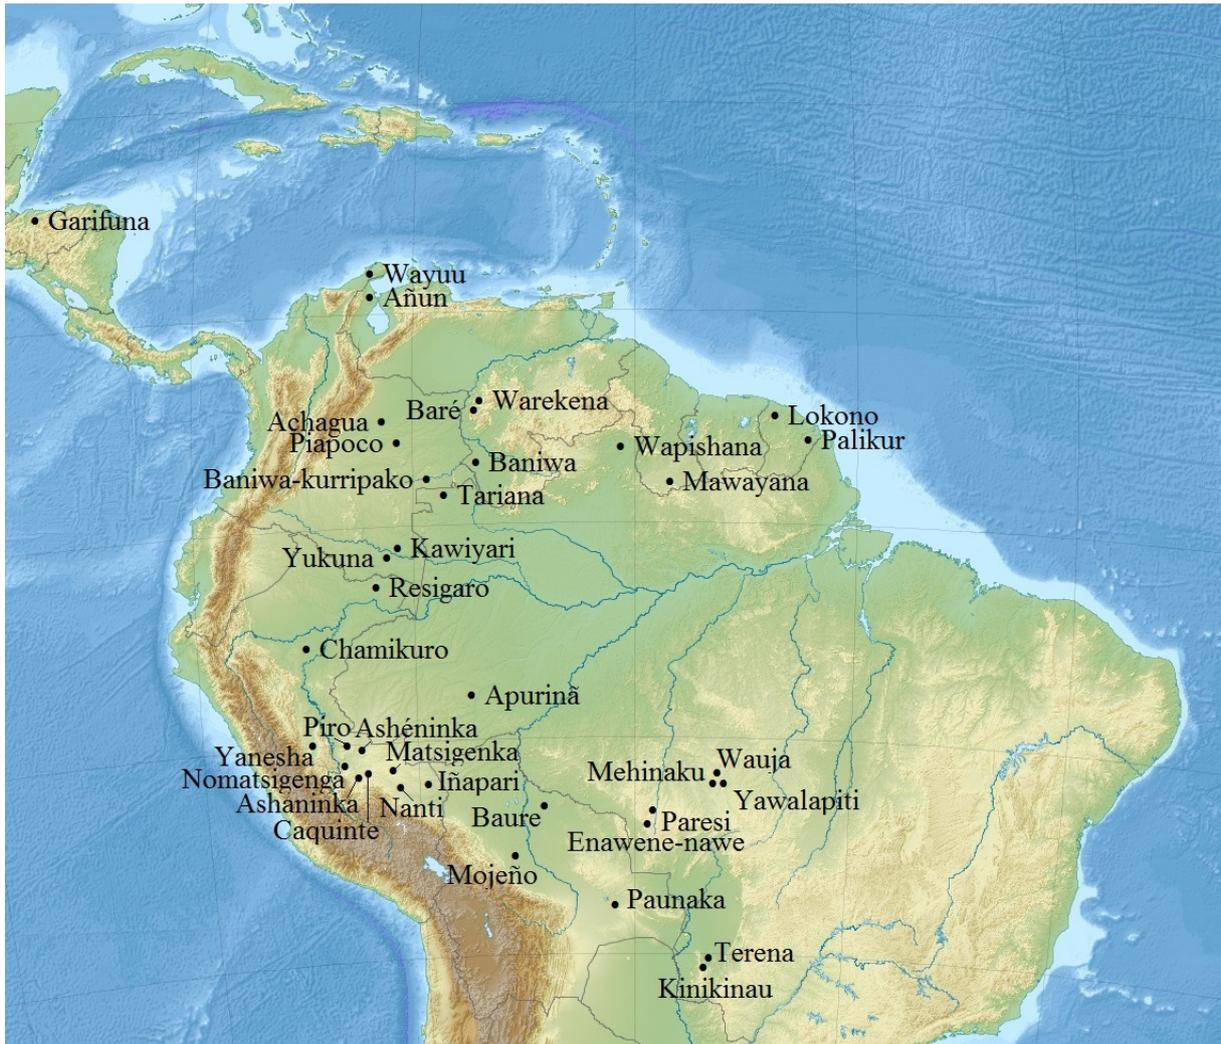 Garifuna
Wayuu
Añun
Warekena
Baré
Achagua
Piapoco
Lokono
Palikur
Wapishana
Baniwa
Baniwa-kurripako
Mawayana
Tariana
Kawiyari
Yukuna
Resigaro
Chamikuro
Apurinã
Piro
Ashéninka
Yanesha
Matsigenka
Wauja
Mehinaku
Nomatsigenga
Iñapari
Yawalapiti
Ashaninka
Nanti
Baure
Paresi
Caquinte
Enawene-nawe
Mojeño
Paunaka
Terena
Kinikinau